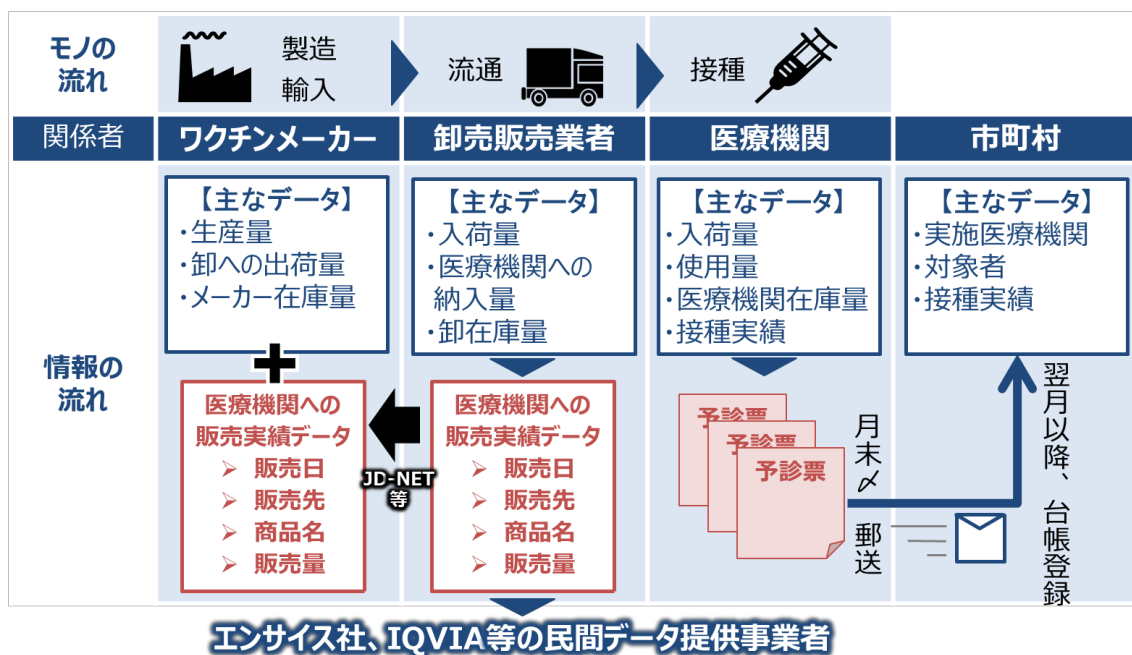 モノの
流れ
製造
輸入
流通
接種
関係者
ワクチンメーカー
卸売販売業者
医療機関
市町村
情報の
流れ
【主なデータ】
・生産量
・卸への出荷量
・メーカー在庫量
医療機関への
販売実績データ
➢ 販売日
➢ 販売先
➢ 商品名
➢ 販売量
JD-NET
等
【主なデータ】
・入荷量
・医療機関への
納入量
・卸在庫量
医療機関への
販売実績データ
➢ 販売日
➢ 販売先
➢ 商品名
➢ 販売量
【主なデータ】
・入荷量
・使用量
・医療機関在庫量
・接種実績
予診票
予診票
予診票
月末〆
郵送
【主なデータ】
・実施医療機関
・対象者
・接種実績
翌月以降、台帳登録
エンサイス社、IQVIA等の民間データ提供事業者